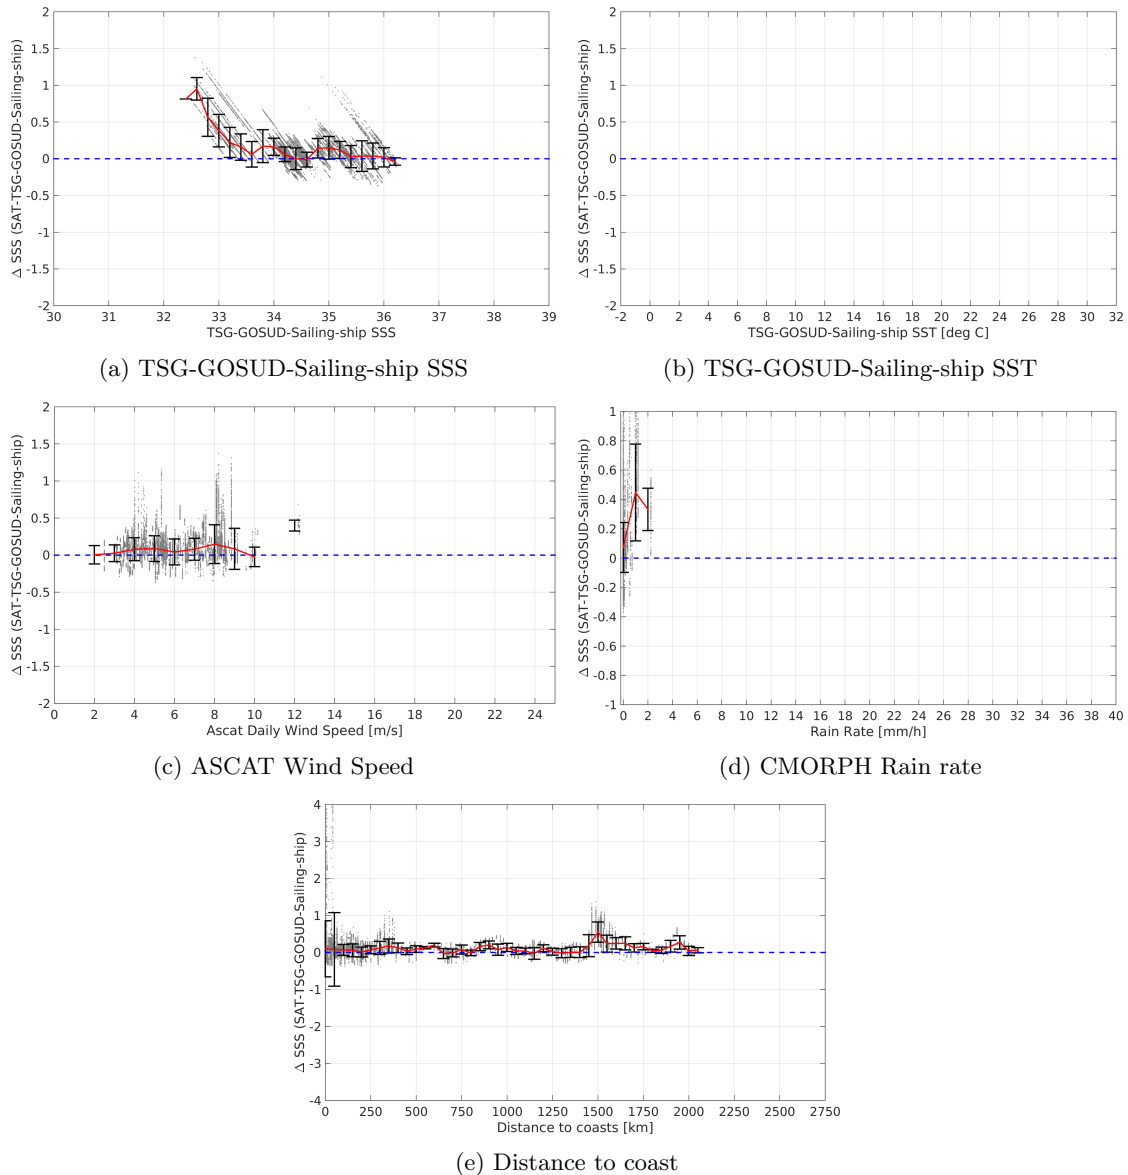 2
1.5
1
0.5
0
-0.5
-1
-1.5
-2
Δ SSS (SAT-TSG-GOSUD-Sailing-ship)
30 31 32 33 34 35 36 37 38 39
TSG-GOSUD-Sailing-ship SSS
(a) TSG-GOSUD-Sailing-ship SSS
2
1.5
1
0.5
0
-0.5
-1
-1.5
-2
Δ SSS (SAT-TSG-GOSUD-Sailing-ship)
-2 0 2 4 6 8 10 12 14 16 18 20 22 24 26 28 30 32
TSG-GOSUD-Sailing-ship SST [deg C]
(b) TSG-GOSUD-Sailing-ship SST
2
1.5
1
0.5
0
-0.5
-1
-1.5
-2
Δ SSS (SAT-TSG-GOSUD-Sailing-ship)
0 2 4 6 8 10 12 14 16 18 20 22 24
Ascat Daily Wind Speed [m/s]
(c) ASCAT Wind Speed
1
0.8
0.6
0.4
0.2
0
0.2
0.4
0.6
0.8
-1
Δ SSS (SAT-TSG-GOSUD-Sailing-ship)
0 2 4 6 8 10 12 14 16 18 20 22 24 26 28 30 32 34 36 38 40
Rain Rate [mm/h]
(d) CMORPH Rain rate
4
3
2
1
0
-1
-2
-3
-4
Δ SSS (SAT-TSG-GOSUD-Sailing-ship)
0 250 500 750 1000 1250 1500 1750 2000 2250 2500 2750
Distance to coasts [km]
(e) Distance to coast